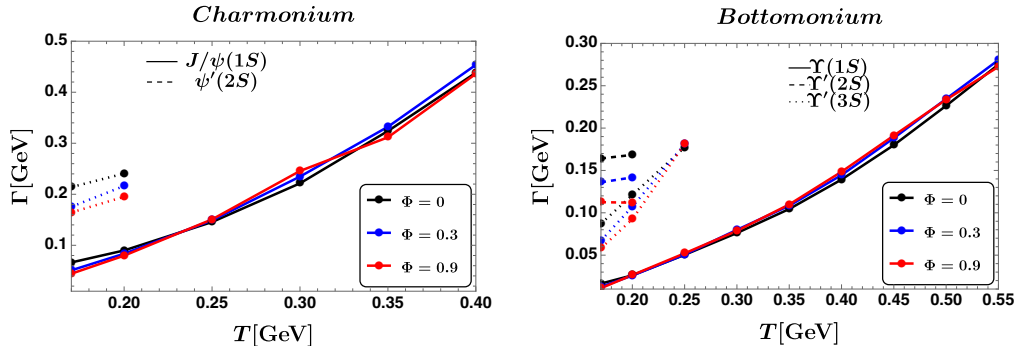 Charmonium
J/ψ(1S)
ψ′(2S)
Γ[GeV]
0.5
0.4
0.3
0.2
0.1
Φ = 0
Φ = 0.3
Φ = 0.9
0.20 0.25 0.30 0.35 0.40
T[GeV]
Bottomonium
ϒ(1S)
ϒ′(2S)
ϒ′(3S)
Γ[GeV]
0.30
0.25
0.20
0.15
0.10
0.05
Φ = 0
Φ = 0.3
Φ = 0.9
0.20 0.25 0.30 0.35 0.40 0.45 0.50 0.55
T[GeV]